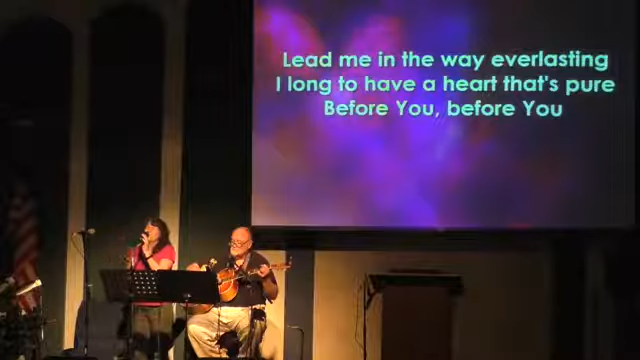 Lead me in the way everlasting
I long to have a heart that's pure
Before You, before You